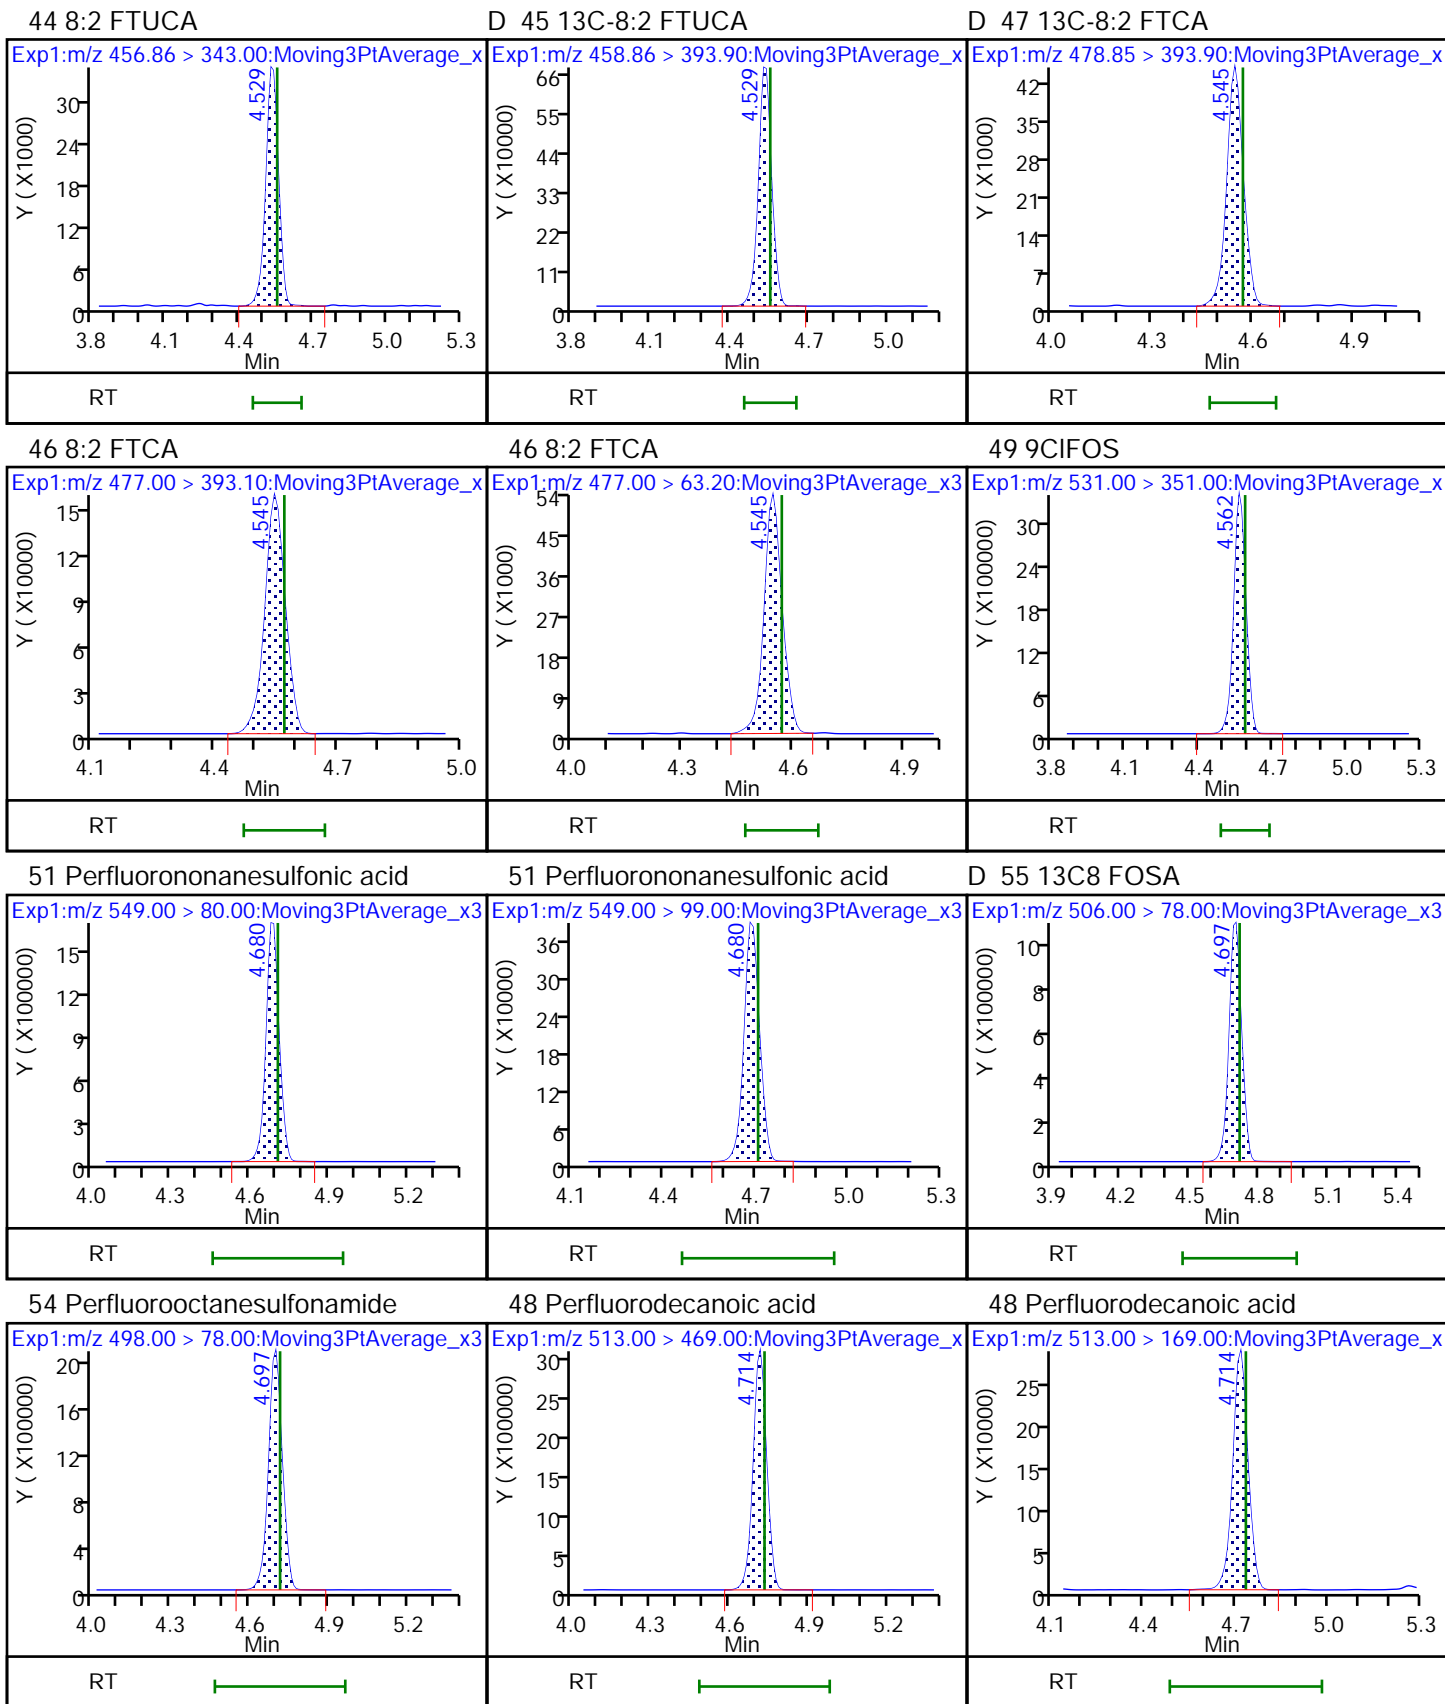 44 8:2 FTUCA
Exp1:m/z 456.86 > 343.00:Moving3PtAverage_x
4.529
Y ( X1000)
30
24
18
12
6
0
3.8 4.1 4.4 4.7 5.0 5.3
Min
RT
D 45 13C-8:2 FTUCA
Exp1:m/z 458.86 > 393.90:Moving3PtAverage_x
4.529
Y ( X10000)
66
55
44
33
22
11
0
3.8 4.1 4.4 4.7 5.0
Min
RT
D 47 13C-8:2 FTCA
Exp1:m/z 478.85 > 393.90:Moving3PtAverage_x
4.545
Y ( X1000)
42
35
28
21
14
7
0
4.0 4.3 4.6 4.9
Min
RT
46 8:2 FTCA
Exp1:m/z 477.00 > 393.10:Moving3PtAverage_x
4.545
Y ( X10000)
15
12
9
6
3
0
4.1 4.4 4.7 5.0
Min
RT
46 8:2 FTCA
Exp1:m/z 477.00 > 63.20:Moving3PtAverage_x3
4.545
Y ( X1000)
54
45
36
27
18
9
0
4.0 4.3 4.6 4.9
Min
RT
49 9ClFOS
Exp1:m/z 531.00 > 351.00:Moving3PtAverage_x
4.562
Y ( X100000)
30
24
18
12
6
0
3.8 4.1 4.4 4.7 5.0 5.3
Min
RT
51 Perfluorononanesulfonic acid
Exp1:m/z 549.00 > 80.00:Moving3PtAverage_x3
4.680
Y ( X100000)
15
12
9
6
3
0
4.0 4.3 4.6 4.9 5.2
Min
RT
51 Perfluorononanesulfonic acid
Exp1:m/z 549.00 > 99.00:Moving3PtAverage_x3
4.680
Y ( X10000)
36
30
24
18
12
6
0
4.1 4.4 4.7 5.0 5.3
Min
RT
D 55 13C8 FOSA
Exp1:m/z 506.00 > 78.00:Moving3PtAverage_x3
4.697
Y ( X100000)
10
8
6
4
2
0
3.9 4.2 4.5 4.8 5.1 5.4
Min
RT
54 Perfluorooctanesulfonamide
Exp1:m/z 498.00 > 78.00:Moving3PtAverage_x3
4.697
Y ( X100000)
20
16
12
8
4
0
4.0 4.3 4.6 4.9 5.2
Min
RT
48 Perfluorodecanoic acid
Exp1:m/z 513.00 > 469.00:Moving3PtAverage_x
4.714
Y ( X100000)
30
25
20
15
10
5
0
4.0 4.3 4.6 4.9 5.2
Min
RT
48 Perfluorodecanoic acid
Exp1:m/z 513.00 > 169.00:Moving3PtAverage_x
4.714
Y ( X10000)
25
20
15
10
5
0
4.1 4.4 4.7 5.0 5.3
Min
RT